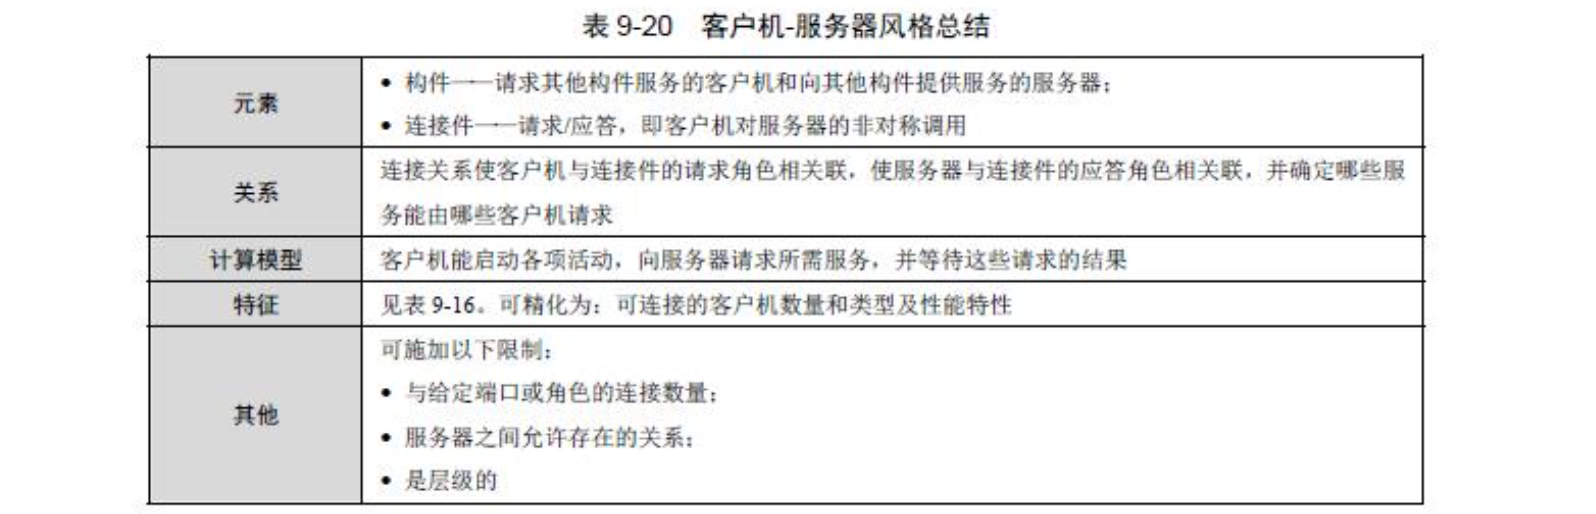 表 9-20 客户机-服务器风格总结
元素
• 构件——请求其他构件服务的客户机和向其他构件提供服务的服务器；
• 连接件——请求/应答，即客户机对服务器的非对称调用
关系
连接关系使客户机与连接件的请求角色相关联，使服务器与连接件的应答角色相关联，并确定哪些服
务能由哪些客户机请求
计算模型
客户机能启动各项活动，向服务器请求所需服务，并等待这些请求的结果
特征
见表 9-16。可精化为：可连接的客户机数量和类型及性能特性
其他
可施加以下限制：
• 与给定端口或角色的连接数量；
• 服务器之间允许存在的关系；
• 是层级的